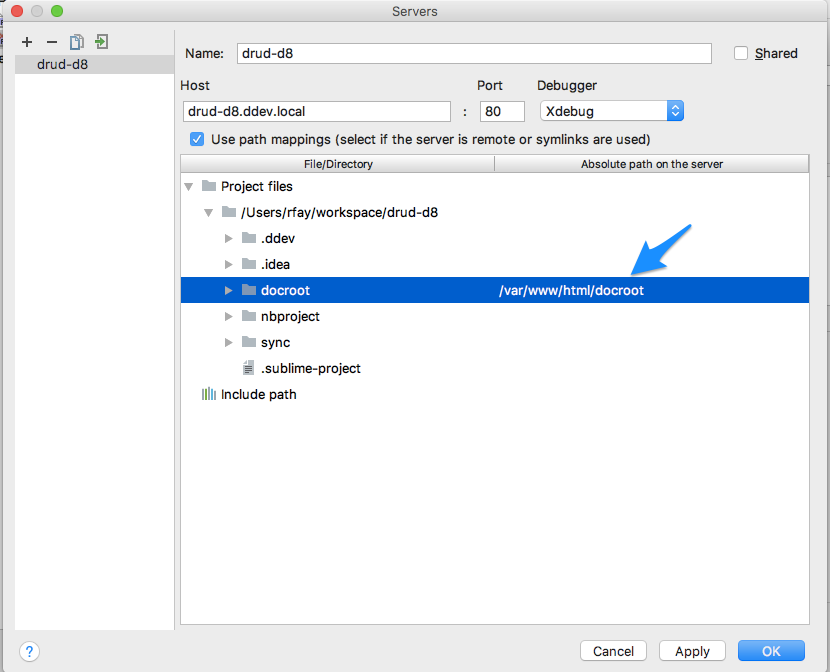 Servers
drud-d8
Name: drud-d8 Shared
Host Port Debugger
drud-d8.ddev.local : 80 Xdebug
Use path mappings (select if the server is remote or symlinks are used)
File/Directory Absolute path on the server
Project files
/Users/rfay/workspace/drud-d8
.ddev
.idea
docroot /var/www/html/docroot
nbproject
sync
.sublime-project
Include path
? Cancel Apply OK